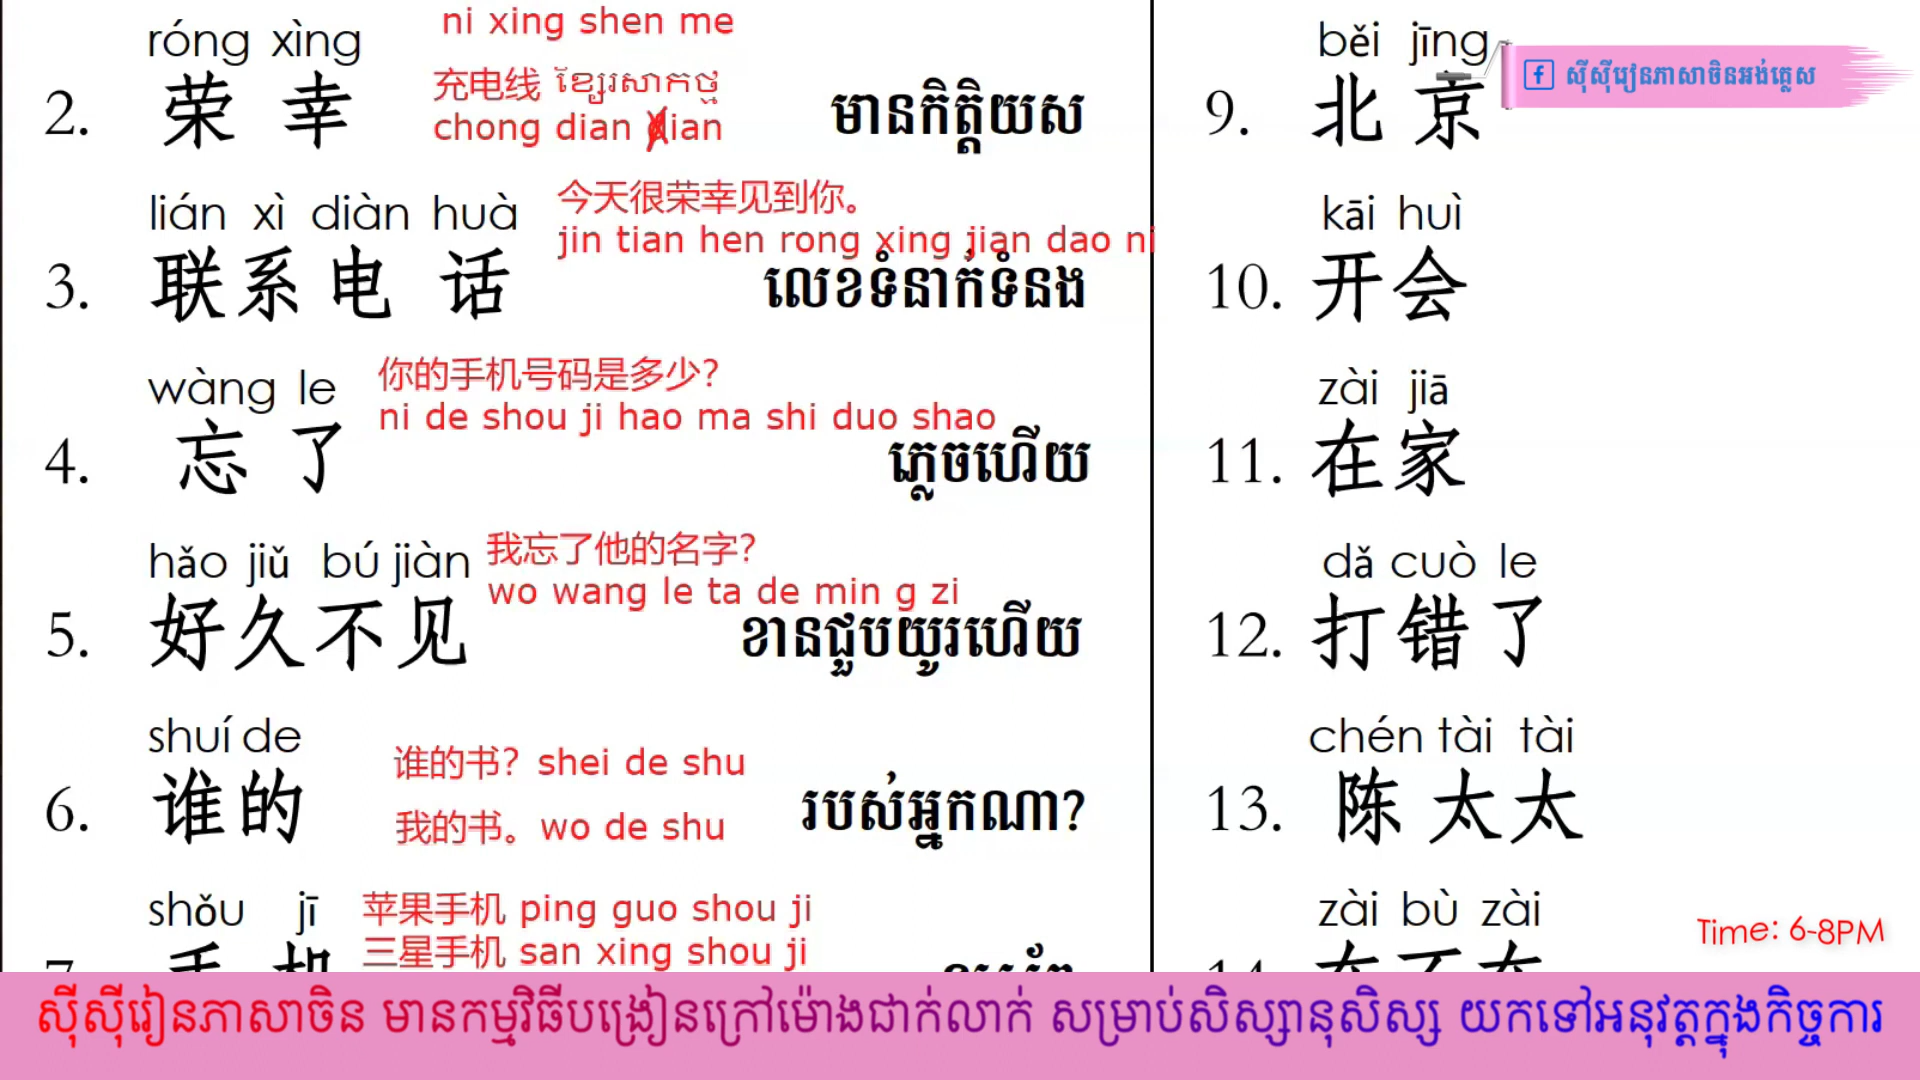 ni xing shen me
róng xìng
2. 荣 幸
充电线 ខ្សែរសាកថ្ម
chong dian xian
មានកិត្តិយស
lián xì diàn huà
3. 联系电话
今天很荣幸见到你。
jin tian hen rong xing jian dao ni
លេខទំនាក់ទំនង
wàng le
4. 忘了
你的手机号码是多少?
ni de shou ji hao ma shi duo shao
ភ្លេចហើយ
hǎo jiǔ bú jiàn
5. 好久不见
我忘了他的名字?
wo wang le ta de min g zi
ខានជួបយូរហើយ
shuí de
6. 谁的
谁的书? shei de shu
我的书。wo de shu
របស់អ្នកណា?
shǒu jī
7. 手机
苹果手机 ping guo shou ji
三星手机 san xing shou ji
běi jīng
9. 北京
ស៊ីស៊ីរៀនភាសាចិនអង់គ្លេស
kāi huì
10. 开会
zài jiā
11. 在家
dǎ cuò le
12. 打错了
chén tài tài
13. 陈太太
zài bù zài
14. 在不在
Time: 6-8PM
ស៊ីស៊ីរៀនភាសាចិន មានកម្មវិធីបង្រៀនក្រៅម៉ោងជាក់លាក់ សម្រាប់សិស្សានុសិស្ស យកទៅអនុវត្តក្នុងកិច្ចការ